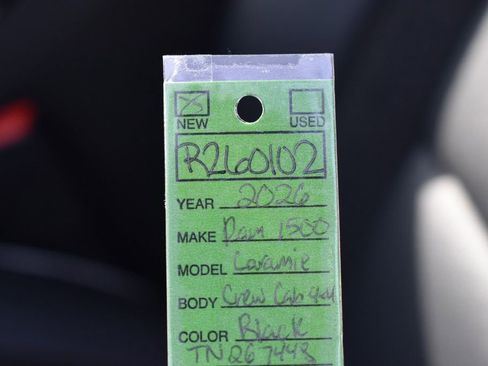 NEW USED
R260102
YEAR 2026
MAKE Ram 1500
MODEL Laramie
BODY Crew Cab 4x4
COLOR Black
TN267448